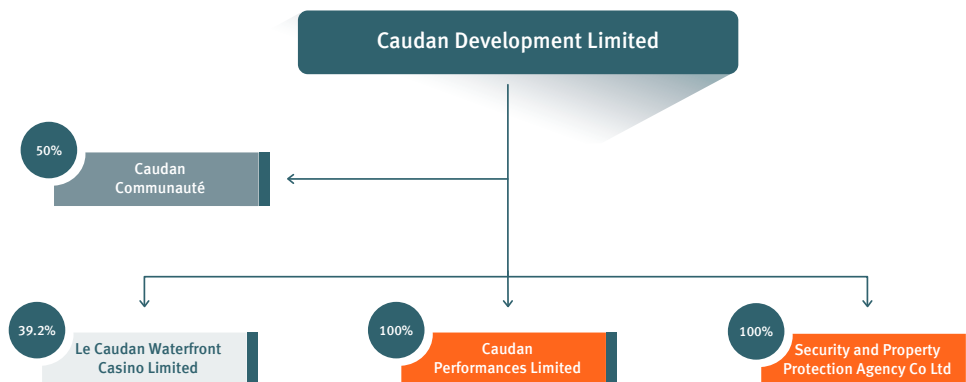 Caudan Development Limited
50%
Caudan
Communauté
39.2%
Le Caudan Waterfront
Casino Limited
100%
Caudan
Performances Limited
100%
Security and Property
Protection Agency Co Ltd